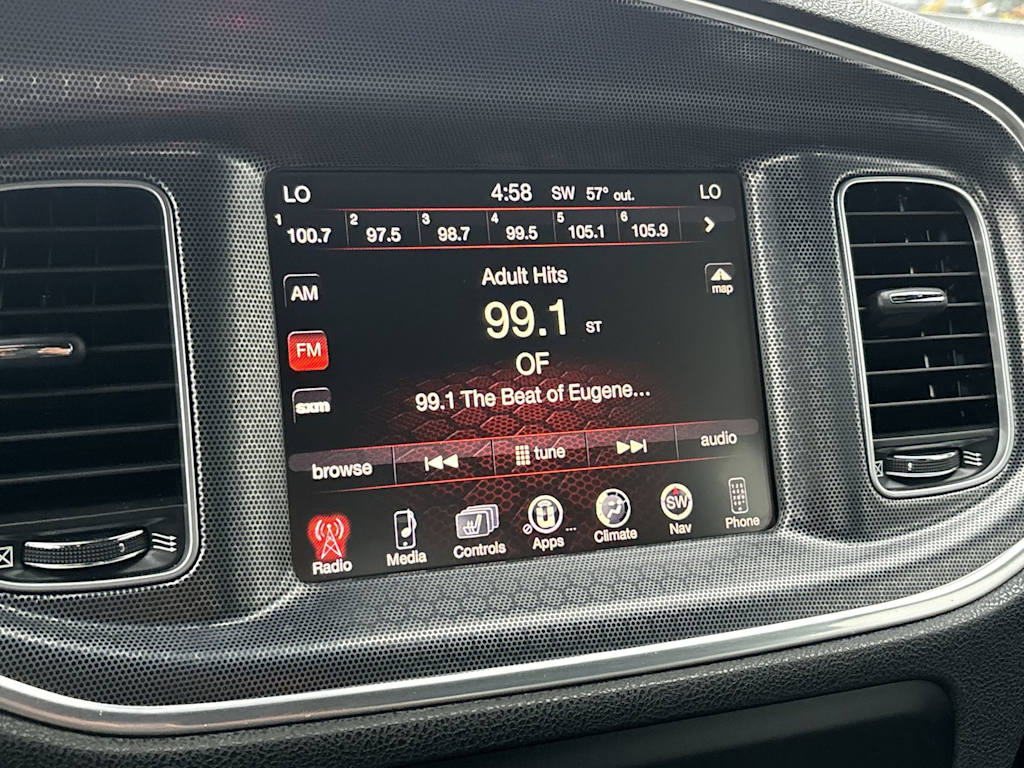 LO 4:58 SW 57° out. LO
1 100.7 2 97.5 3 98.7 4 99.5 5 105.1 6 105.9
Adult Hits
AM
map
99.1 ST
FM
OF
99.1 The Beat of Eugene...
sxm
browse tune audio
Radio Media Controls Apps ... Climate SW Nav Phone